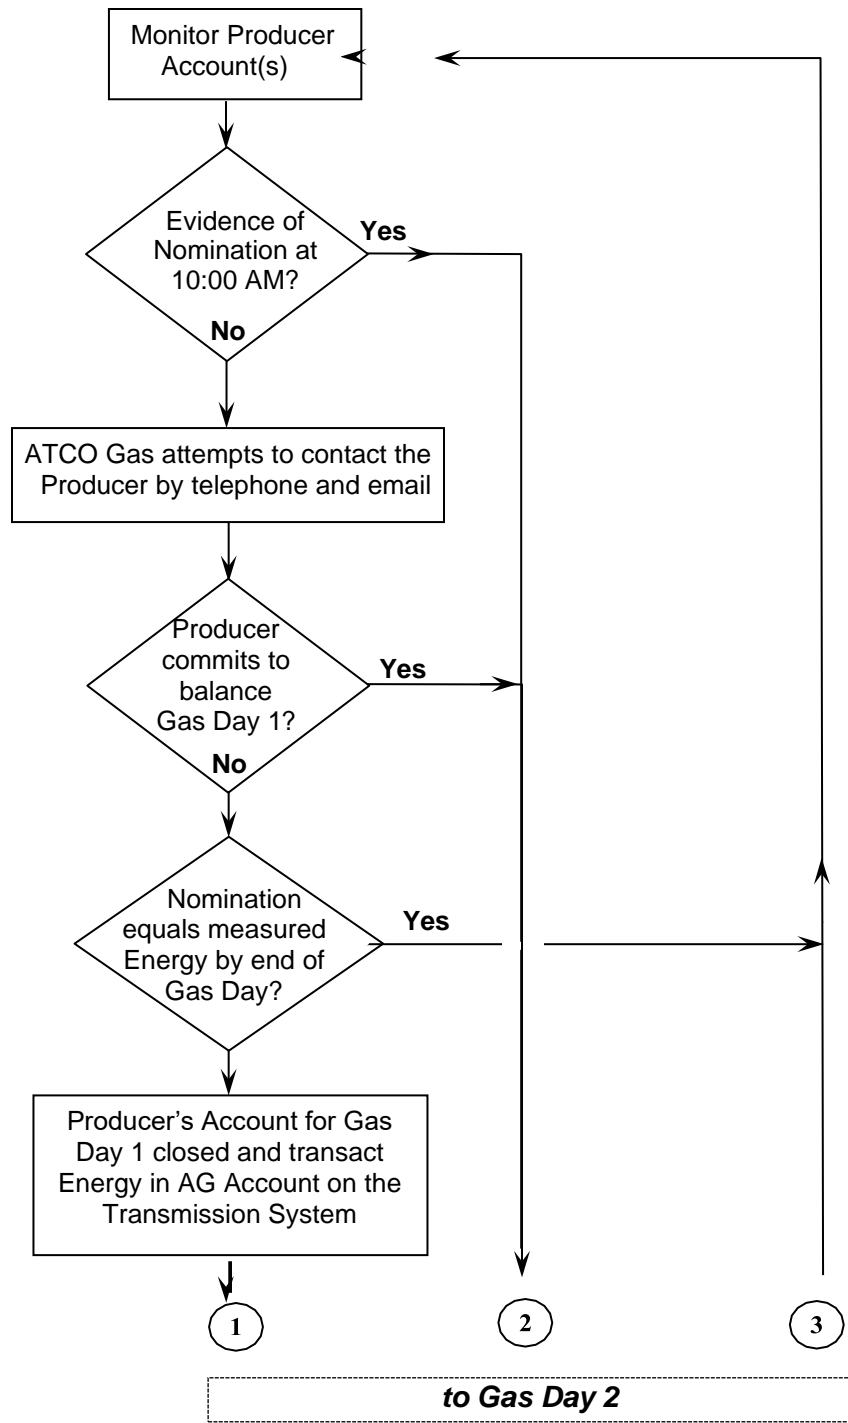 Monitor Producer
Account(s)
Evidence of
Nomination at
10:00 AM?
Yes
No
ATCO Gas attempts to contact the
Producer by telephone and email
Producer
commits to
balance
Gas Day 1?
Yes
No
Nomination
equals measured
Energy by end of
Gas Day?
Yes
Producer's Account for Gas
Day 1 closed and transact
Energy in AG Account on the
Transmission System
1
2
3
to Gas Day 2